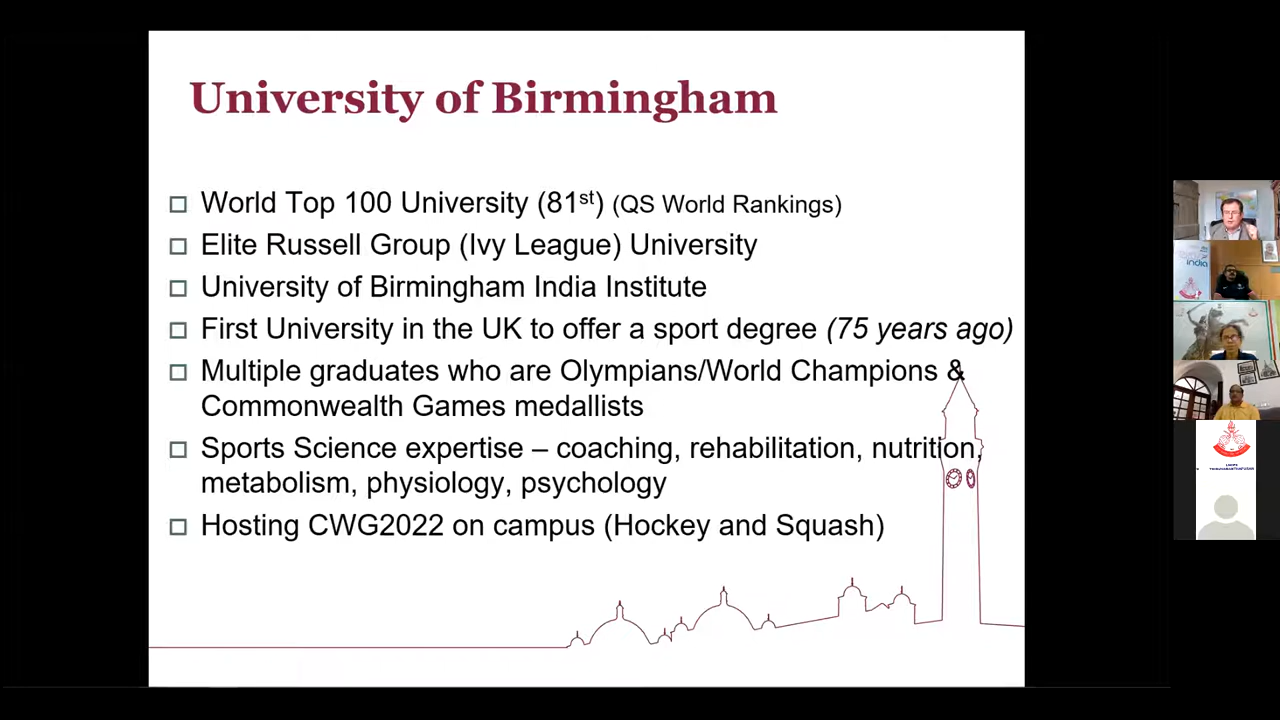 University of Birmingham
World Top 100 University (81st) (QS World Rankings)
Elite Russell Group (Ivy League) University
University of Birmingham India Institute
First University in the UK to offer a sport degree (75 years ago)
Multiple graduates who are Olympians/World Champions &
Commonwealth Games medallists
Sports Science expertise – coaching, rehabilitation, nutrition,
metabolism, physiology, psychology
Hosting CWG2022 on campus (Hockey and Squash)
india